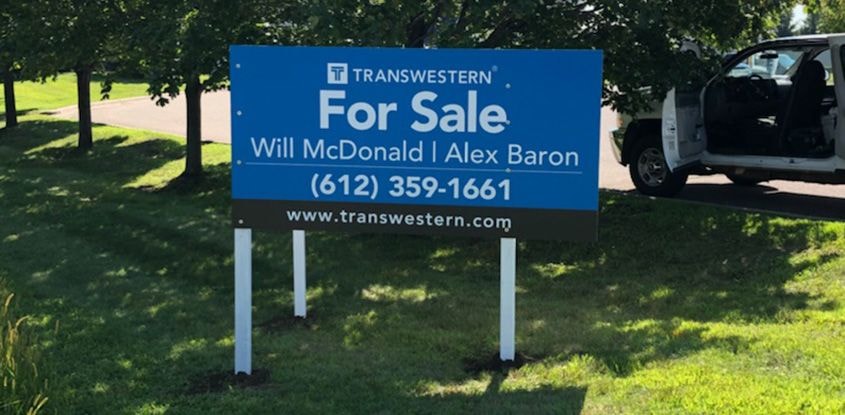 TRANSWESTERN®
For Sale
Will McDonald | Alex Baron
(612) 359-1661
www.transwestern.com